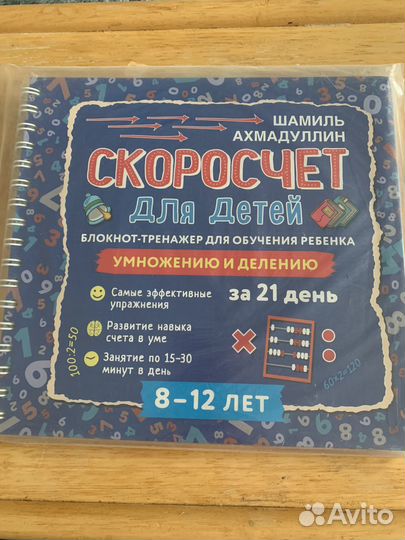 ШАМИЛЬ
АХМАДУЛЛИН
СКОРОСЧЕТ
ДЛЯ ДЕТЕЙ
БЛОКНОТ-ТРЕНАЖЕР ДЛЯ ОБУЧЕНИЯ РЕБЕНКА
УМНОЖЕНИЮ И ДЕЛЕНИЮ
за 21 день
Самые эффективные
упражнения
Развитие навыка
счета в уме
Занятие по 15-30
минут в день
100:2=50
60×2=120
8-12 ЛЕТ
Avito